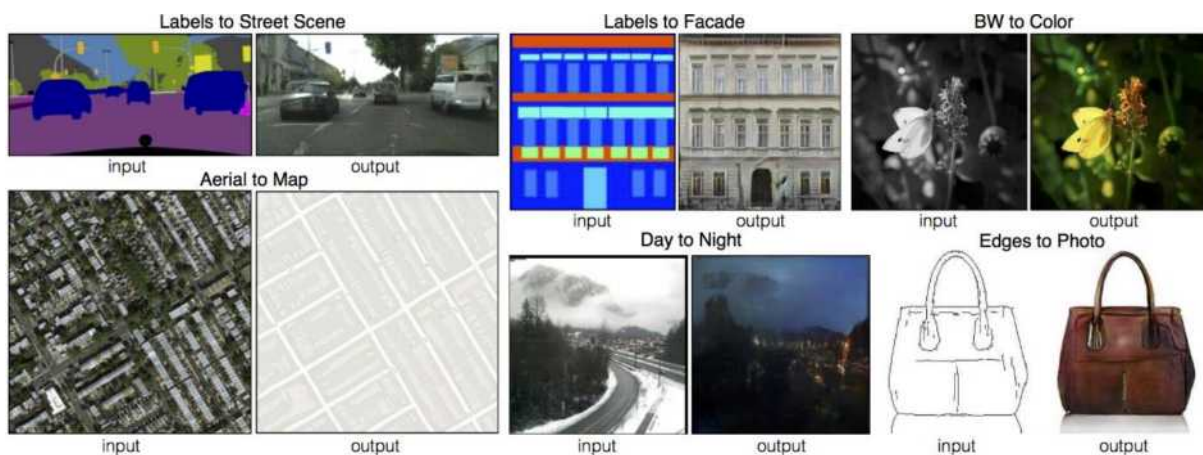 Labels to Street Scene
input
output
Aerial to Map
input
output
Labels to Facade
input
output
BW to Color
input
output
Day to Night
input
output
Edges to Photo
input
output